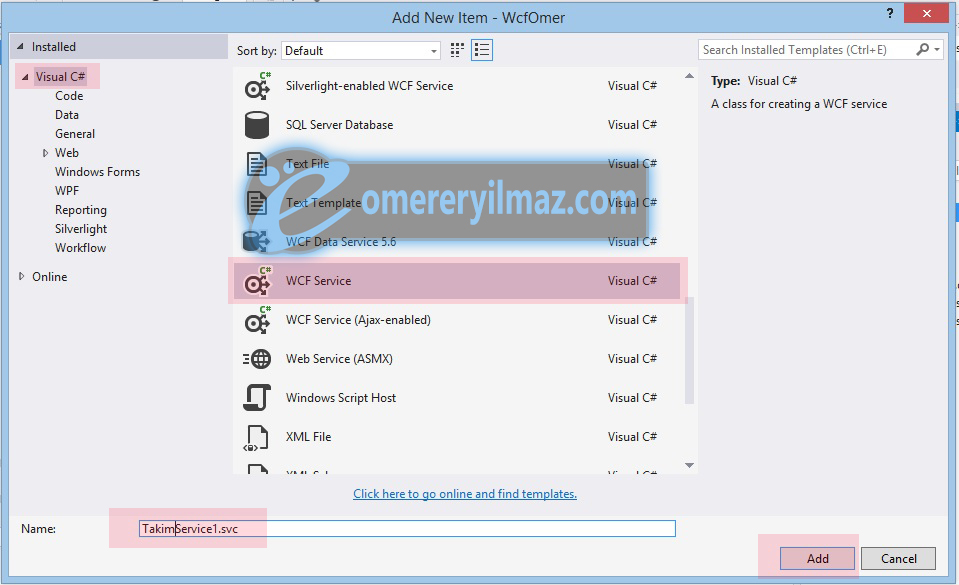 Add New Item - WcfOmer
?
Installed
Sort by: Default
Search Installed Templates (Ctrl+E)
Visual C#
Code
Data
General
Web
Windows Forms
WPF
Reporting
Silverlight
Workflow
Online
C# Silverlight-enabled WCF Service Visual C#
SQL Server Database Visual C#
Text File Visual C#
Text Template Visual C#
WCF Data Service 5.6 Visual C#
C# WCF Service Visual C#
C# WCF Service (Ajax-enabled) Visual C#
Web Service (ASMX) Visual C#
Windows Script Host Visual C#
XML File Visual C#
omereryilmaz.com
Type: Visual C#
A class for creating a WCF service
Click here to go online and find templates.
Name: TakimService1.svc
Add Cancel